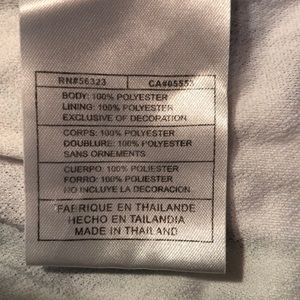 RN#56323 CA#05553
BODY: 100% POLYESTER
LINING: 100% POLYESTER
EXCLUSIVE OF DECORATION
CORPS: 100% POLYESTER
DOUBLURE: 100% POLYESTER
SANS ORNEMENTS
CUERPO: 100% POLIESTER
FORRO: 100% POLIESTER
NO INCLUYE LA DECORACION
FABRIQUE EN THAILANDE
HECHO EN TAILANDIA
MADE IN THAILAND